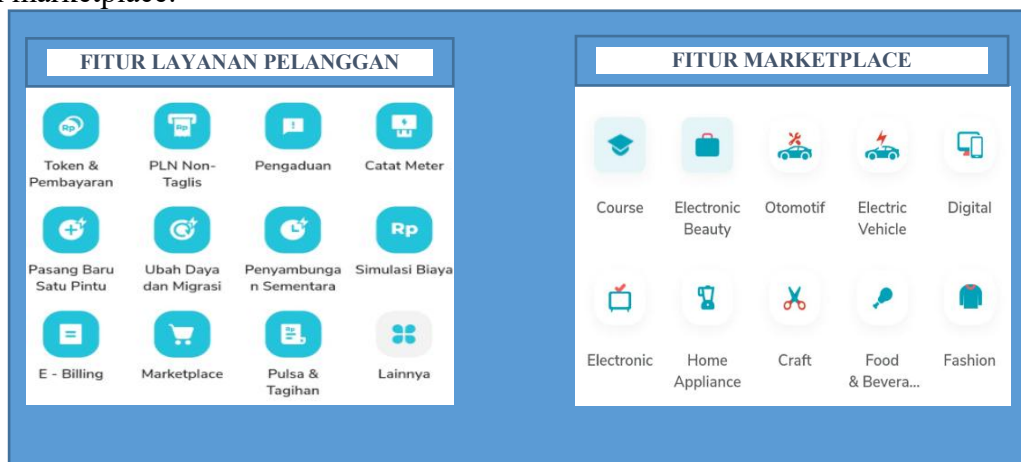 marketplace.
FITUR LAYANAN PELANGGAN
Token &
Pembayaran
PLN Non-
Taglis
Pengaduan
Catat Meter
Pasang Baru
Satu Pintu
Ubah Daya
dan Migrasi
Penyambunga
n Sementara
Simulasi Biaya
E - Billing
Marketplace
Pulsa &
Tagihan
Lainnya
FITUR MARKETPLACE
Course
Electronic
Beauty
Otomotif
Electric
Vehicle
Digital
Electronic
Home
Appliance
Craft
Food
& Bevera...
Fashion